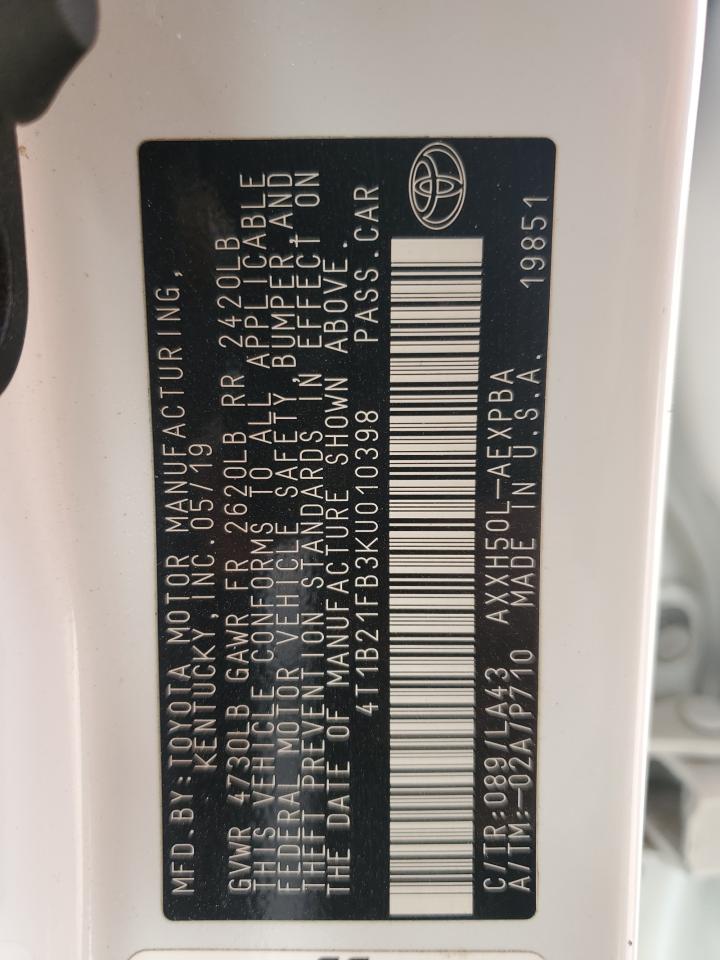 MFD.BY:TOYOTA MOTOR MANUFACTURING,
KENTUCKY,INC.05/19
GVWR 4730LB GAWR FR 2620LB RR 2420LB
THIS VEHICLE CONFORMS TO ALL APPLICABLE
FEDERAL MOTOR VEHICLE SAFETY,BUMPER,AND
THEFT PREVENTION STANDARDS IN EFFECT ON
THE DATE OF MANUFACTURE SHOWN ABOVE.
4T1B21FB3KU010398 PASS.CAR
C/TR:089/LA43 AXXH50L-AEXPBA
A/TM:-02A/P710 MADE IN U.S.A. 19851